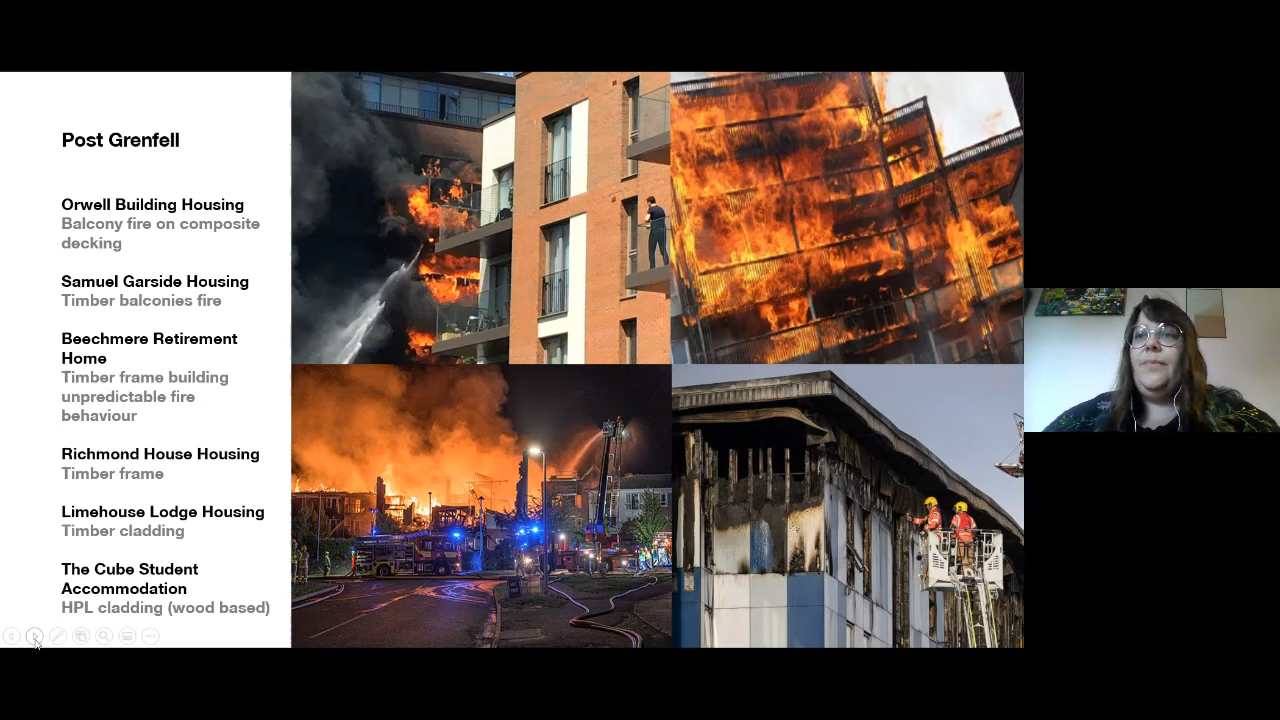 Post Grenfell
Orwell Building Housing
Balcony fire on composite
decking
Samuel Garside Housing
Timber balconies fire
Beechmere Retirement
Home
Timber frame building
unpredictable fire
behaviour
Richmond House Housing
Timber frame
Limehouse Lodge Housing
Timber cladding
The Cube Student
Accommodation
HPL cladding (wood based)